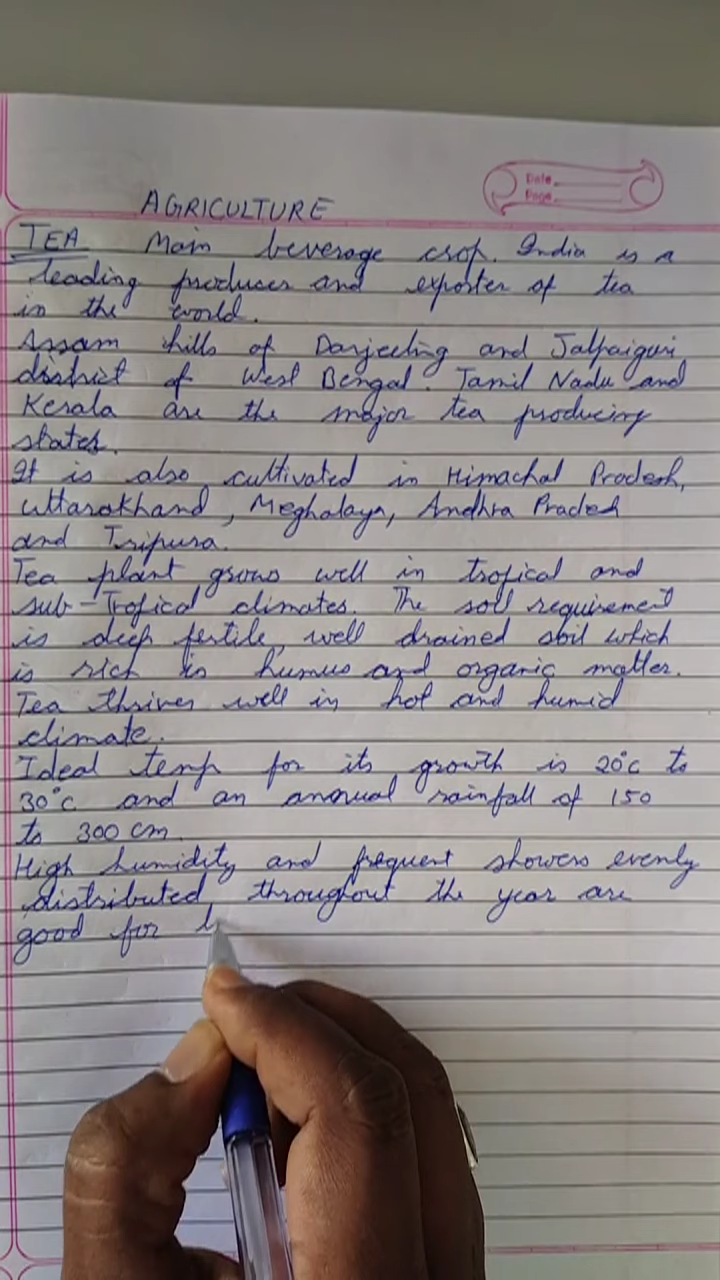 Date
Page
AGRICULTURE
TEA Main beverage crop. India is a
leading producer and exporter of tea
in the world.
Assam hills of Darjeeling and Jalpaiguri
district of West Bengal. Tamil Nadu and
Kerala are the major tea producing
states.
It is also cultivated in Himachal Pradesh,
Uttarakhand, Meghalaya, Andhra Pradesh
and Tripura.
Tea plant grows well in tropical and
sub-Tropical climates. The soil requirement
is deep fertile, well drained soil which
is rich in humus and organic matter.
Tea thrives well in hot and humid
climate.
Ideal temp for its growth is 20°c to
30°c and an annual rainfall of 150
to 300 cm.
High humidity and frequent showers evenly
distributed throughout the year are
good for